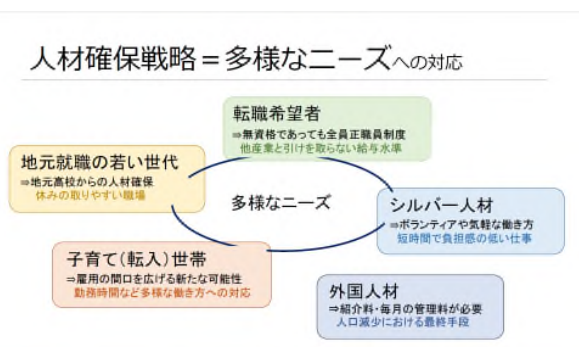 人材確保戦略＝多様なニーズへの対応
転職希望者
⇒無資格であっても全員正職員制度
他産業と引けを取らない給与水準
地元就職の若い世代
⇒地元高校からの人材確保
休みの取りやすい職場
多様なニーズ
シルバー人材
⇒ボランティアや気軽な働き方
短時間で負担感の低い仕事
子育て(転入)世帯
⇒雇用の間口を広げる新たな可能性
勤務時間など多様な働き方への対応
外国人材
⇒紹介料・毎月の管理料が必要
人口減少における最終手段